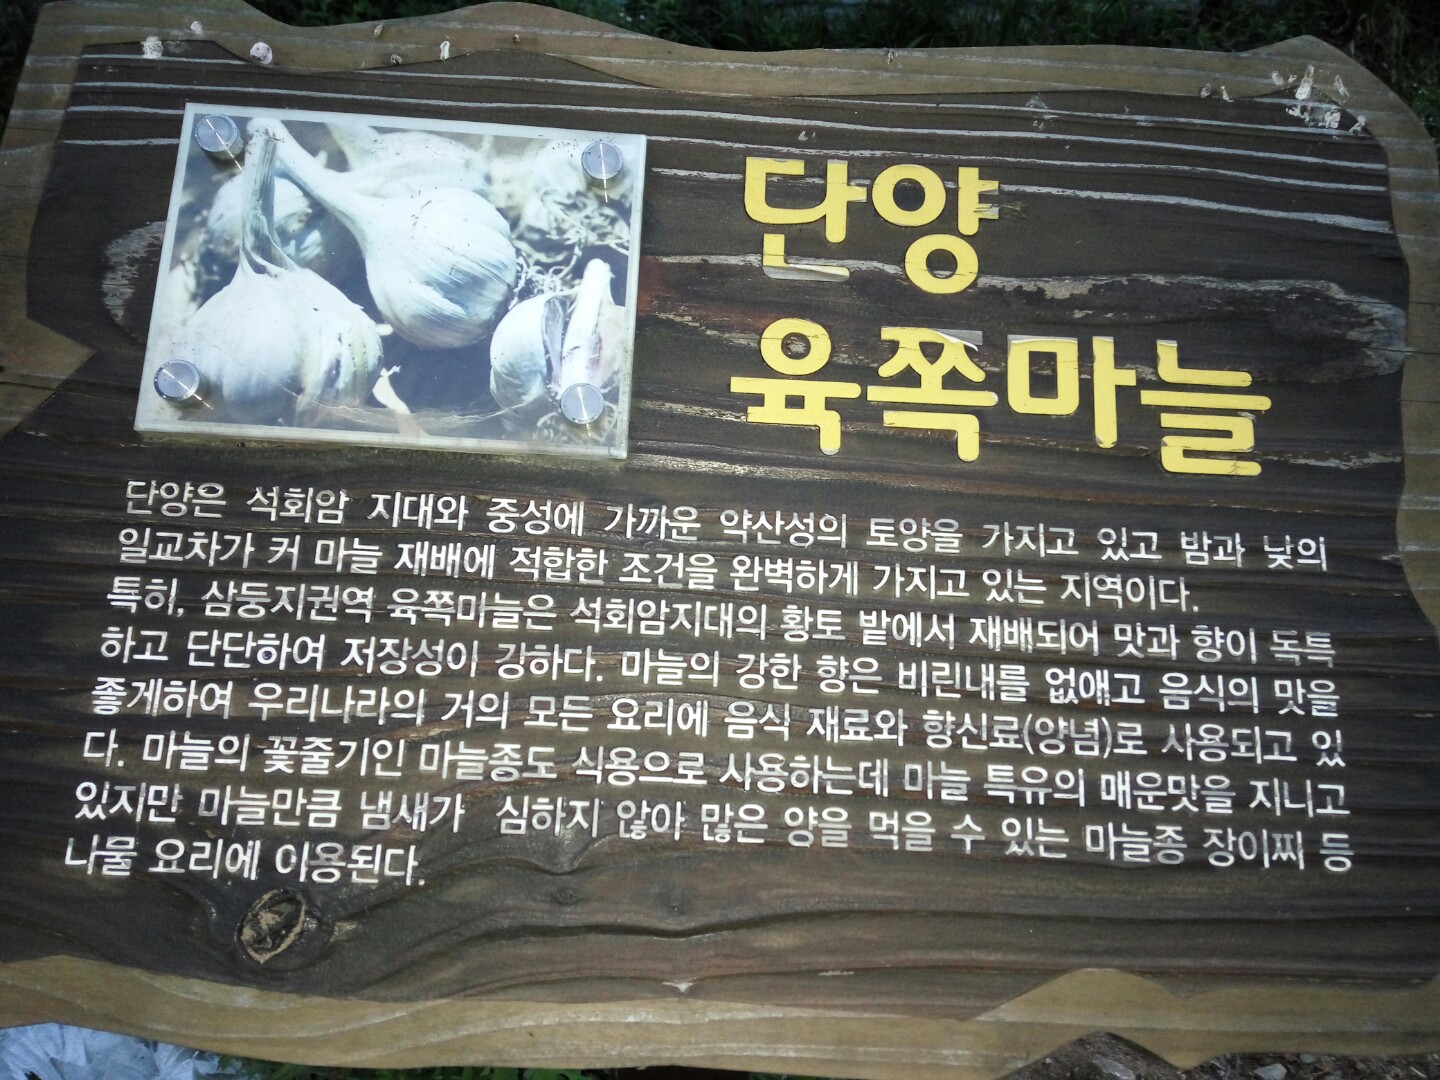 단양
육쪽마늘
단양은 석회암 지대와 중성에 가까운 약산성의 토양을 가지고 있고 밤과 낮의
일교차가 커 마늘 재배에 적합한 조건을 완벽하게 가지고 있는 지역이다.
특히, 삼둥지권역 육쪽마늘은 석회암지대의 황토 밭에서 재배되어 맛과 향이 독특
하고 단단하여 저장성이 강하다. 마늘의 강한 향은 비린내를 없애고 음식의 맛을
좋게하여 우리나라의 거의 모든 요리에 음식 재료와 향신료(양념)로 사용되고 있
다. 마늘의 꽃줄기인 마늘종도 식용으로 사용하는데 마늘 특유의 매운맛을 지니고
있지만 마늘만큼 냄새가 심하지 않아 많은 양을 먹을 수 있는 마늘종 장이찌 등
나물 요리에 이용된다.